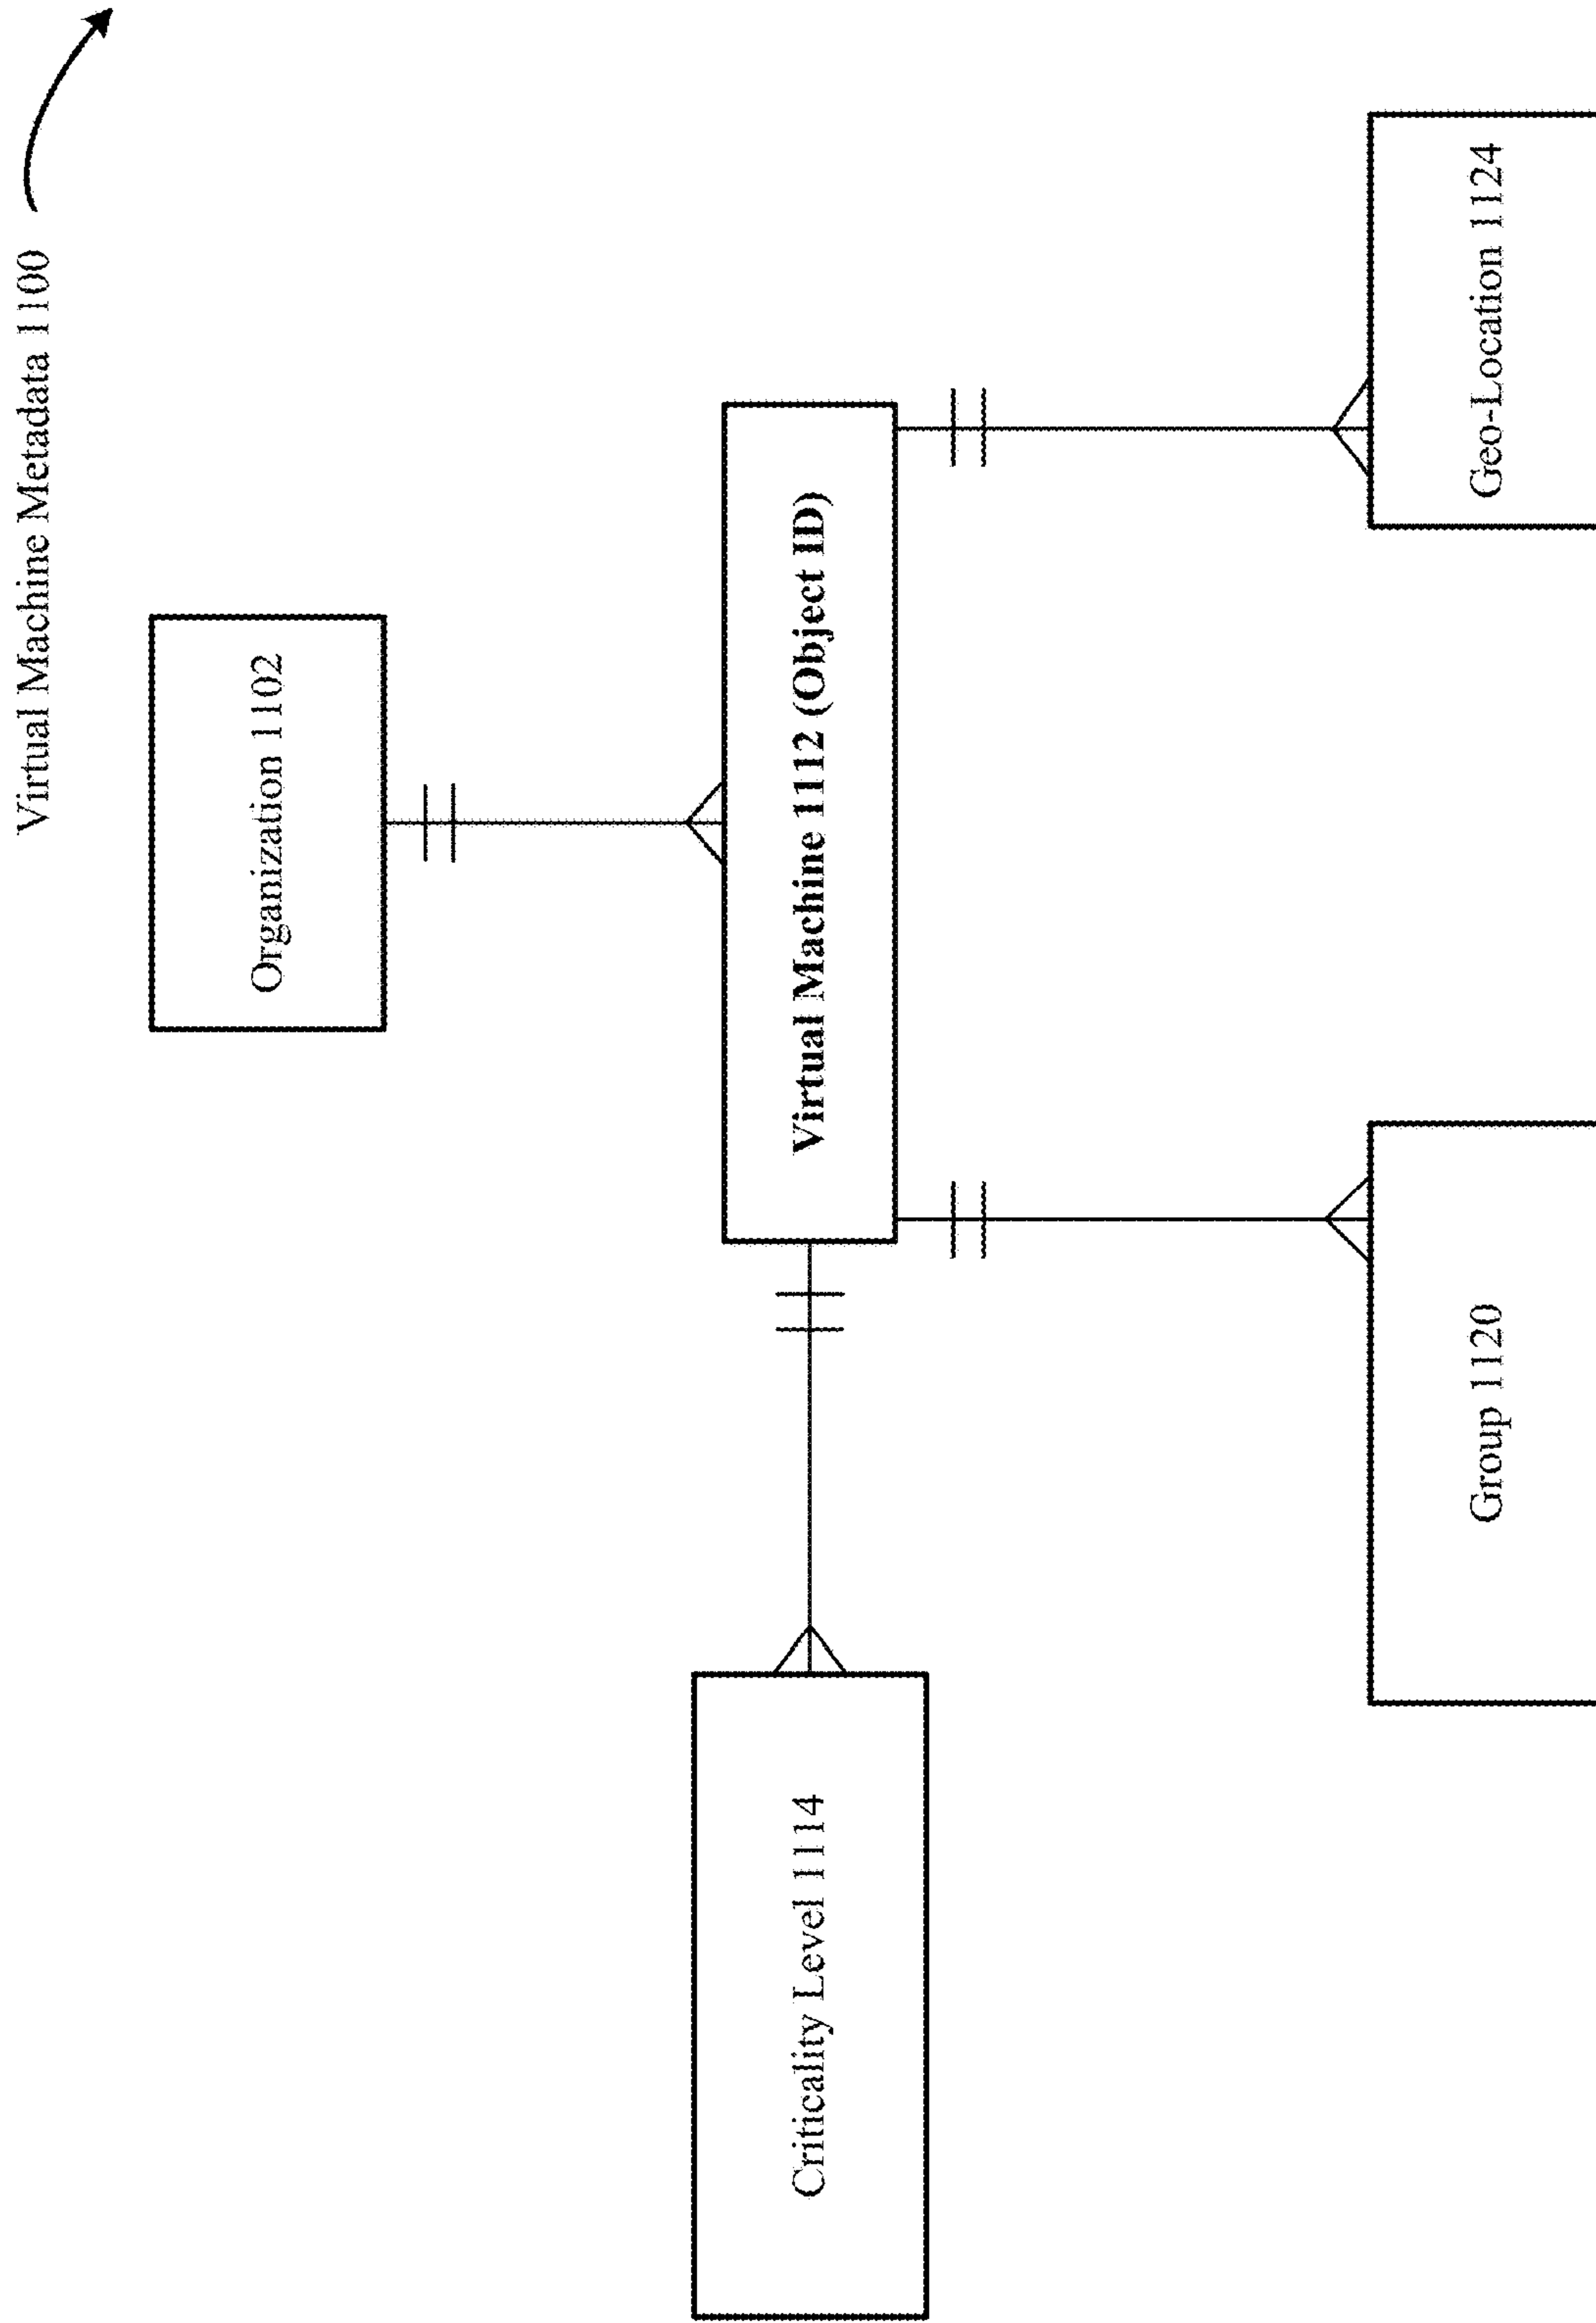 Virtual Machine Metadata 1100
Organization 1102
Virtual Machine 1112 (Object ID)
Criticality Level 1114
Group 1120
Geo-Location 1124